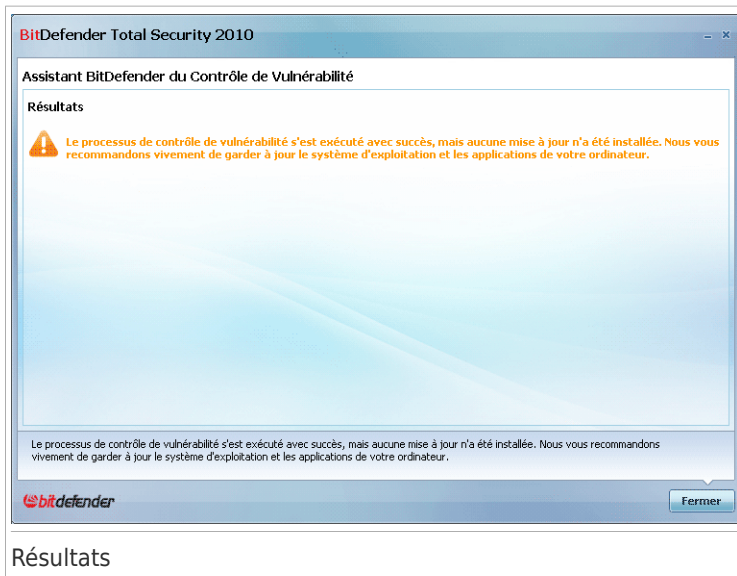 BitDefender Total Security 2010
Assistant BitDefender du Contrôle de Vulnérabilité
Résultats
Le processus de contrôle de vulnérabilité s'est exécuté avec succès, mais aucune mise à jour n'a été installée. Nous vous
recommandons vivement de garder à jour le système d'exploitation et les applications de votre ordinateur.
Le processus de contrôle de vulnérabilité s'est exécuté avec succès, mais aucune mise à jour n'a été installée. Nous vous recommandons
vivement de garder à jour le système d'exploitation et les applications de votre ordinateur.
bitdefender
Fermer
Résultats